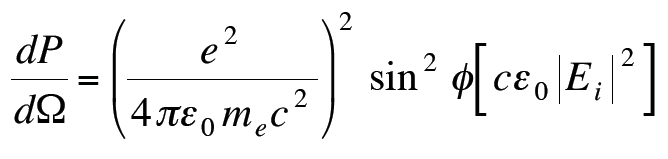 dP/dΩ = (e²/4πε₀mₑc²)² sin² ϕ[cε₀|Eᵢ|²]